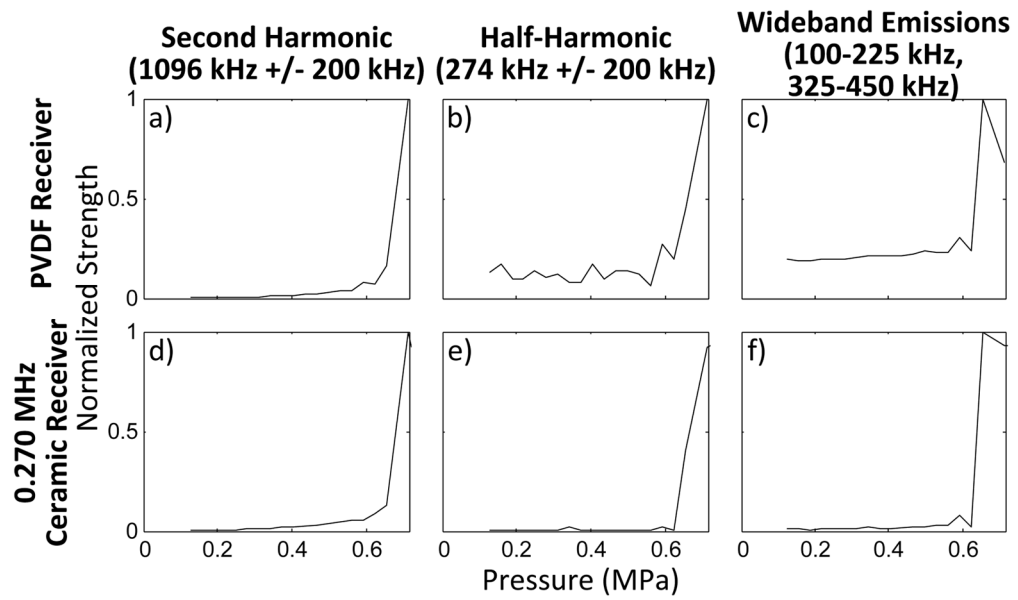 Second Harmonic
(1096 kHz +/- 200 kHz)
Half-Harmonic
(274 kHz +/- 200 kHz)
Wideband Emissions
(100-225 kHz,
325-450 kHz)
PVDF Receiver
0.270 MHz
Ceramic Receiver
Normalized Strength
1
0.5
0
a)
b)
c)
1
0.5
0
d)
e)
f)
0 0.2 0.4 0.6
0 0.2 0.4 0.6
0 0.2 0.4 0.6
Pressure (MPa)